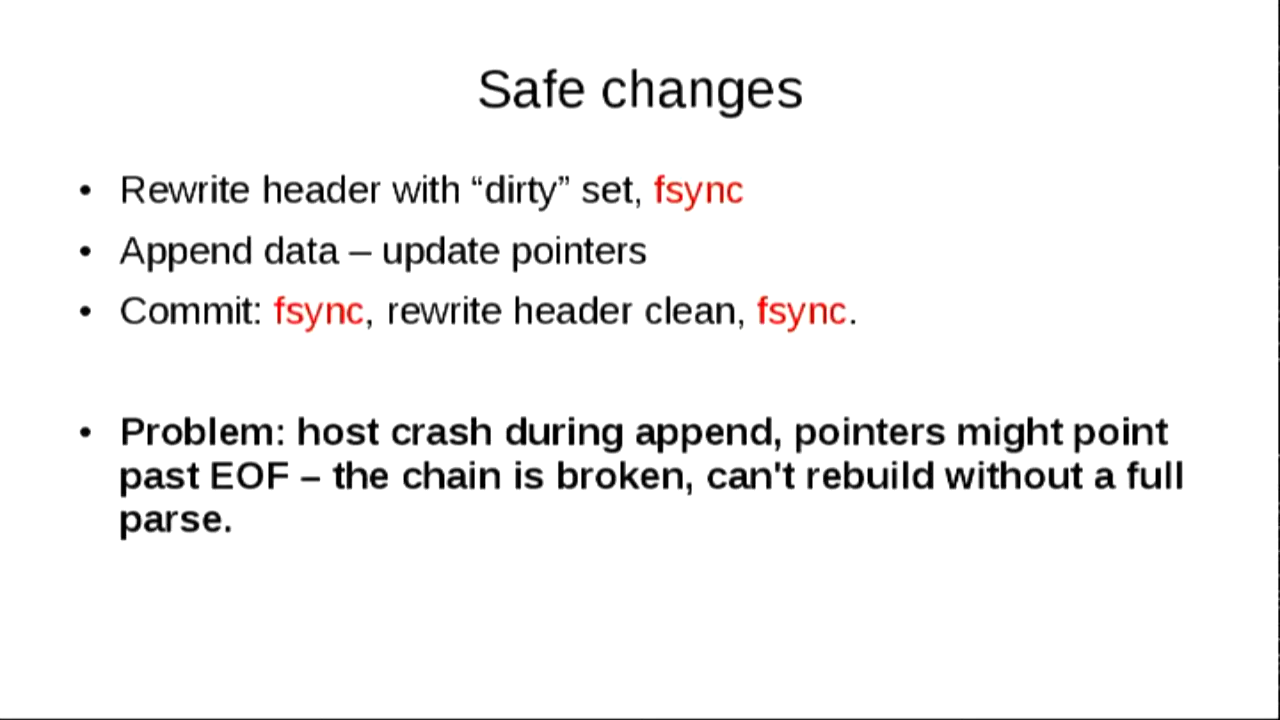 Safe changes
• Rewrite header with “dirty” set, fsync
• Append data – update pointers
• Commit: fsync, rewrite header clean, fsync.
• Problem: host crash during append, pointers might point
past EOF – the chain is broken, can't rebuild without a full
parse.